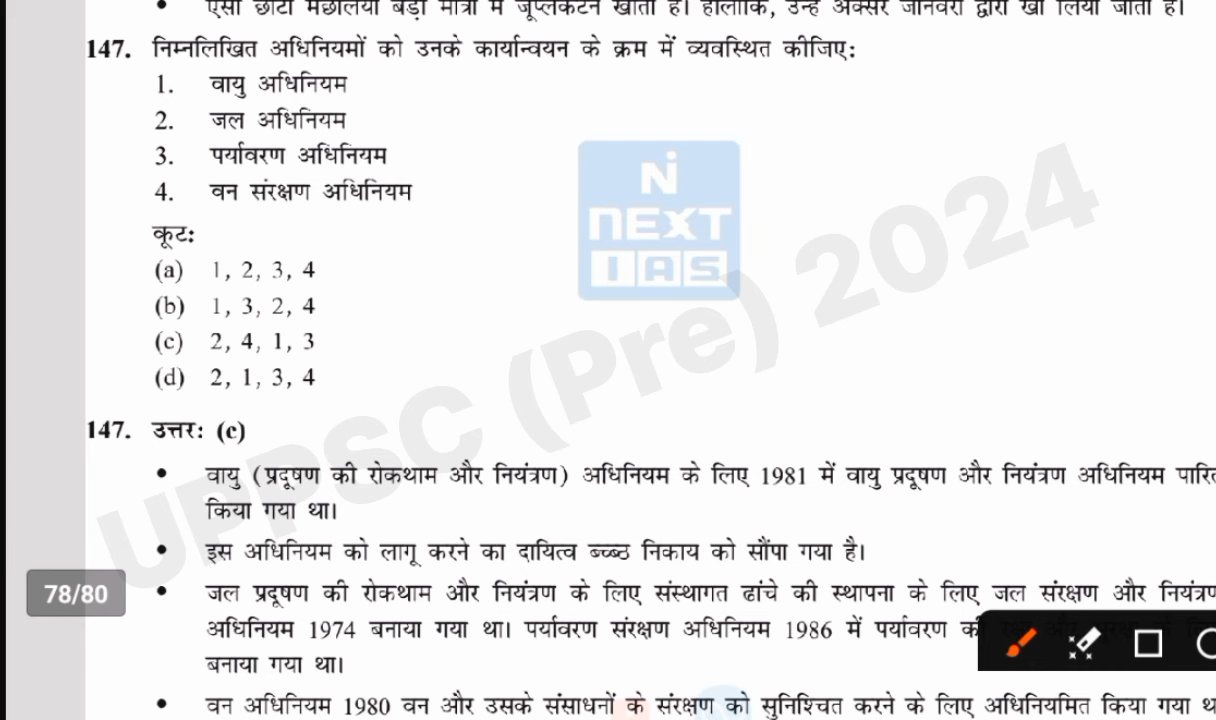 ऐसी छोटी मछलियाँ बड़ी मात्रा में जूप्लैंकटन खाती हैं। हालाँकि, उन्हें अक्सर जानवरों द्वारा खा लिया जाता है।
147. निम्नलिखित अधिनियमों को उनके कार्यान्वयन के क्रम में व्यवस्थित कीजिए:
1. वायु अधिनियम
2. जल अधिनियम
3. पर्यावरण अधिनियम
4. वन संरक्षण अधिनियम
कूट:
(a) 1, 2, 3, 4
(b) 1, 3, 2, 4
(c) 2, 4, 1, 3
(d) 2, 1, 3, 4
NEXT
IAS
UPPSC (Pre) 2024
147. उत्तर: (c)
वायु (प्रदूषण की रोकथाम और नियंत्रण) अधिनियम के लिए 1981 में वायु प्रदूषण और नियंत्रण अधिनियम
किया गया था।
इस अधिनियम को लागू करने का दायित्व ब्च्ब्ठ निकाय को सौंपा गया है।
जल प्रदूषण की रोकथाम और नियंत्रण के लिए संस्थागत ढांचे की स्थापना के लिए जल संरक्षण और
अधिनियम 1974 बनाया गया था। पर्यावरण संरक्षण अधिनियम 1986 में पर्यावरण की
बनाया गया था।
वन अधिनियम 1980 वन और उसके संसाधनों के संरक्षण को सुनिश्चित करने के लिए अधिनियमित किया गया
78/80